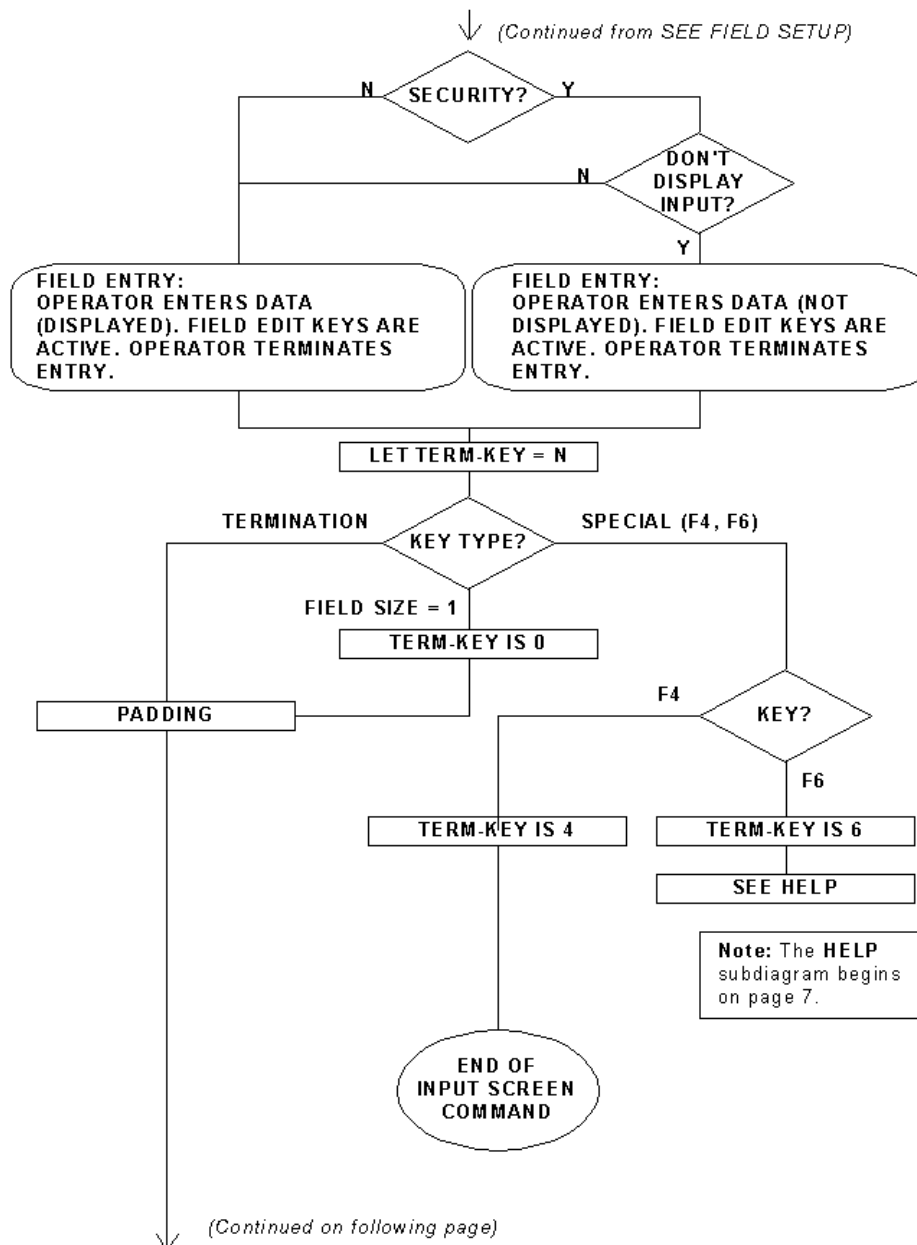 (Continued from SEE FIELD SETUP)
N
SECURITY?
Y
DON'T
DISPLAY
INPUT?
N
Y
FIELD ENTRY:
OPERATOR ENTERS DATA
(DISPLAYED). FIELD EDIT KEYS ARE
ACTIVE. OPERATOR TERMINATES
ENTRY.
FIELD ENTRY:
OPERATOR ENTERS DATA (NOT
DISPLAYED). FIELD EDIT KEYS ARE
ACTIVE. OPERATOR TERMINATES
ENTRY.
LET TERM-KEY = N
TERMINATION
KEY TYPE?
SPECIAL (F4, F6)
FIELD SIZE = 1
TERM-KEY IS 0
PADDING
F4
KEY?
F6
TERM-KEY IS 4
TERM-KEY IS 6
SEE HELP
Note: The HELP
subdiagram begins
on page 7.
END OF
INPUT SCREEN
COMMAND
(Continued on following page)